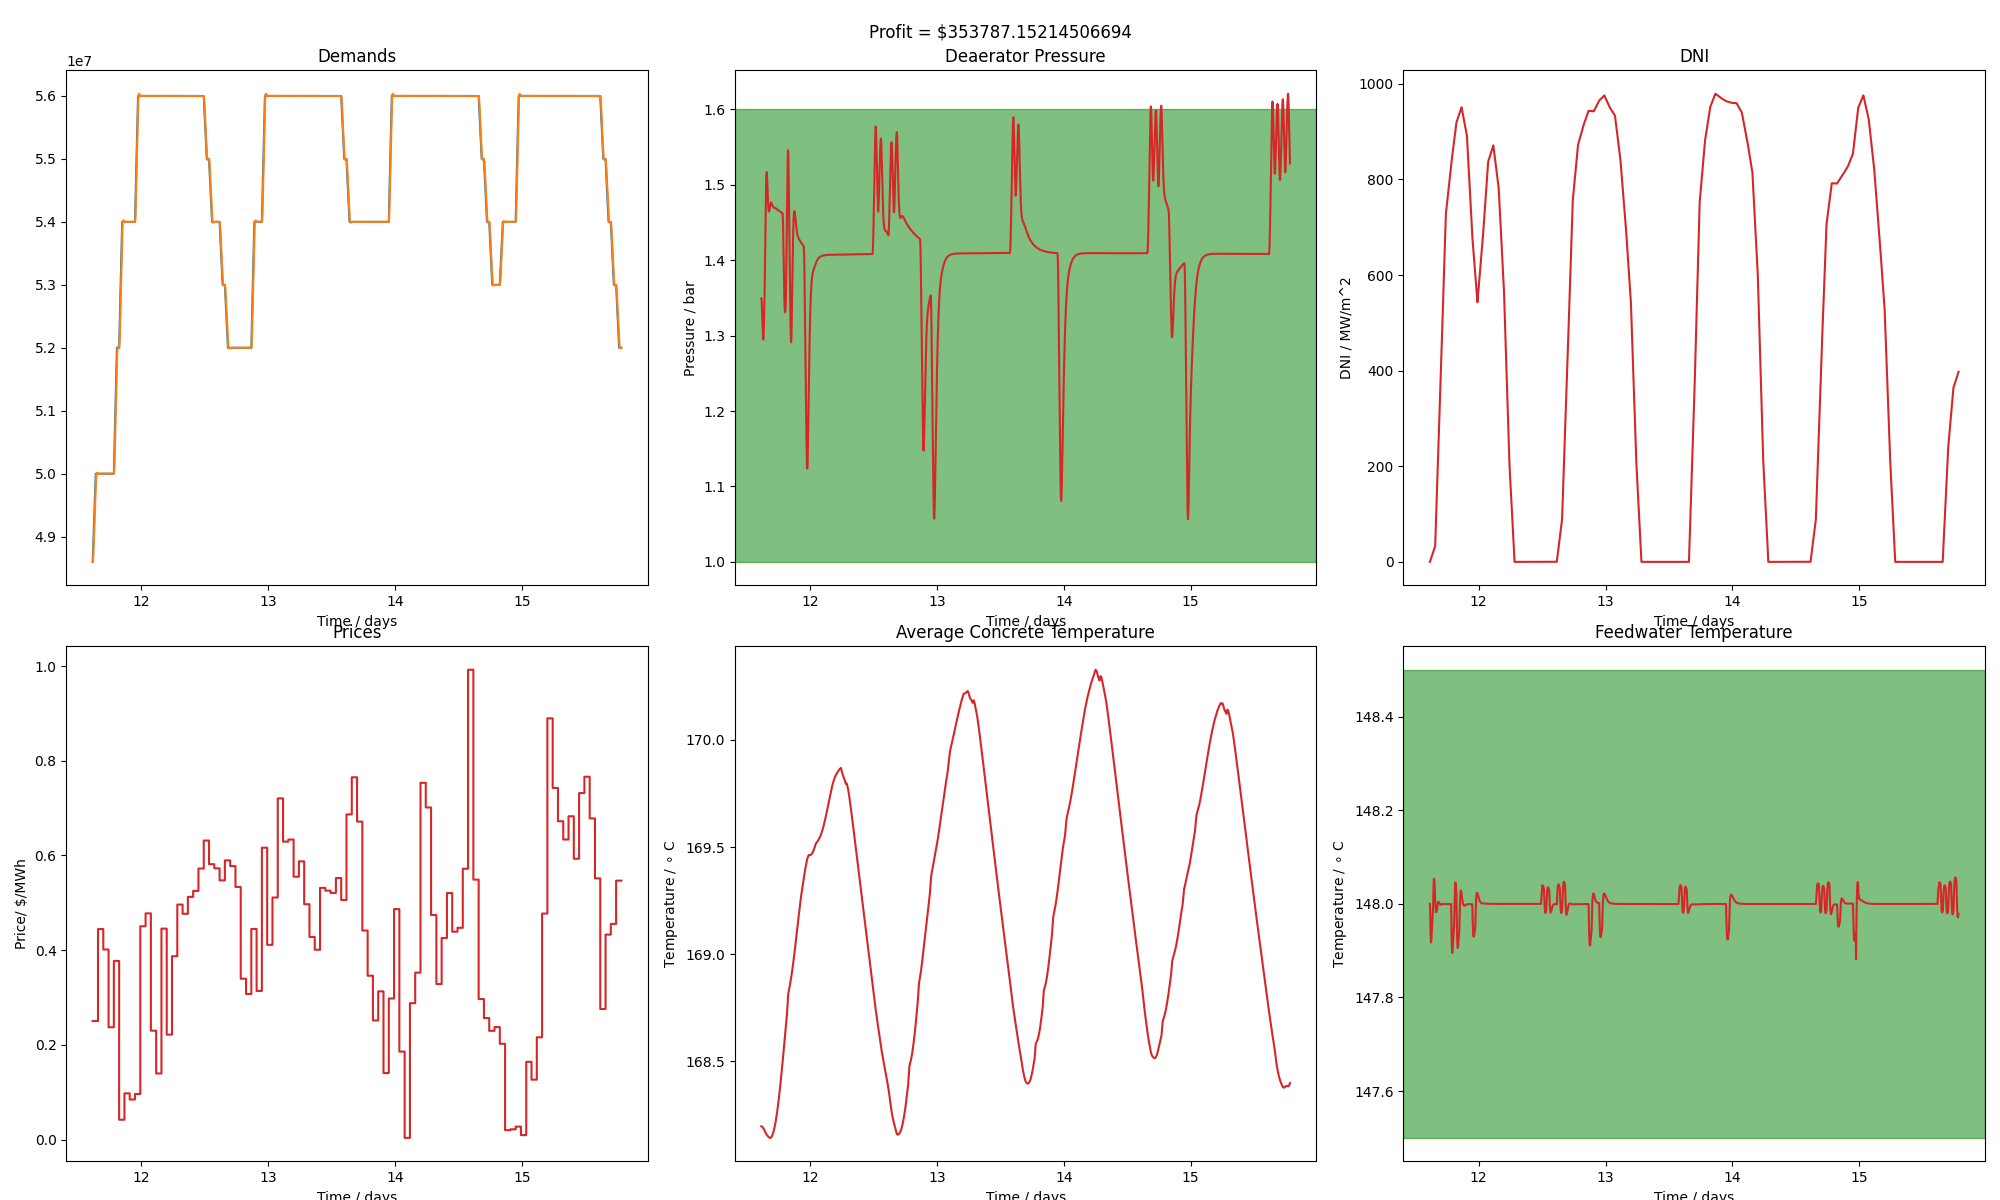 Profit = $353787.15214506694
Demands
1e7
5.6
5.5
5.4
5.3
5.2
5.1
5.0
4.9
12 13 14 15
Time / days
Deaerator Pressure
Pressure / bar
1.6
1.5
1.4
1.3
1.2
1.1
1.0
12 13 14 15
Time / days
DNI
DNI / MW/m^2
1000
800
600
400
200
0
12 13 14 15
Time / days
Prices
Price/ $/MWh
1.0
0.8
0.6
0.4
0.2
0.0
12 13 14 15
Time / days
Average Concrete Temperature
Temperature / ∘ C
170.0
169.5
169.0
168.5
12 13 14 15
Time / days
Feedwater Temperature
Temperature / ∘ C
148.4
148.2
148.0
147.8
147.6
12 13 14 15
Time / days